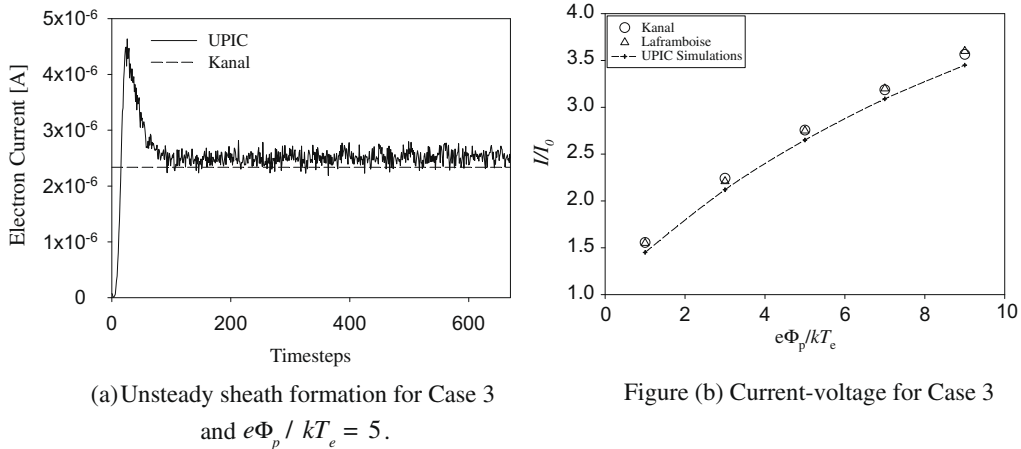 5x10⁻⁶
4x10⁻⁶
3x10⁻⁶
2x10⁻⁶
1x10⁻⁶
0
Electron Current [A]
UPIC
Kanal
0
200
400
600
Timesteps
(a)Unsteady sheath formation for Case 3
and eΦₚ / kTₑ = 5.
4.0
3.5
3.0
2.5
2.0
1.5
1.0
I/I₀
Kanal
Laframboise
UPIC Simulations
0
2
4
6
8
10
eΦₚ/kTₑ
Figure (b) Current-voltage for Case 3